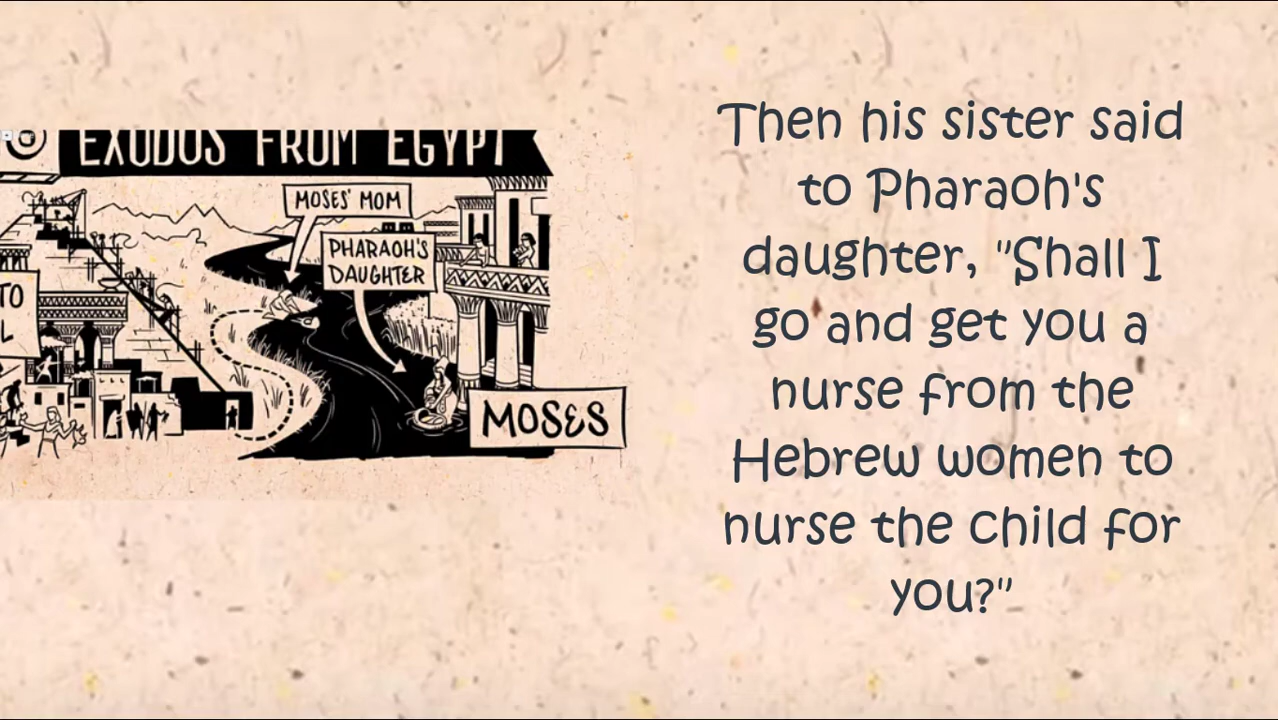 EXODUS FROM EGYPT
MOSES' MOM
PHARAOH'S
DAUGHTER
TO
L
MOSES
Then his sister said
to Pharaoh's
daughter, "Shall I
go and get you a
nurse from the
Hebrew women to
nurse the child for
you?"